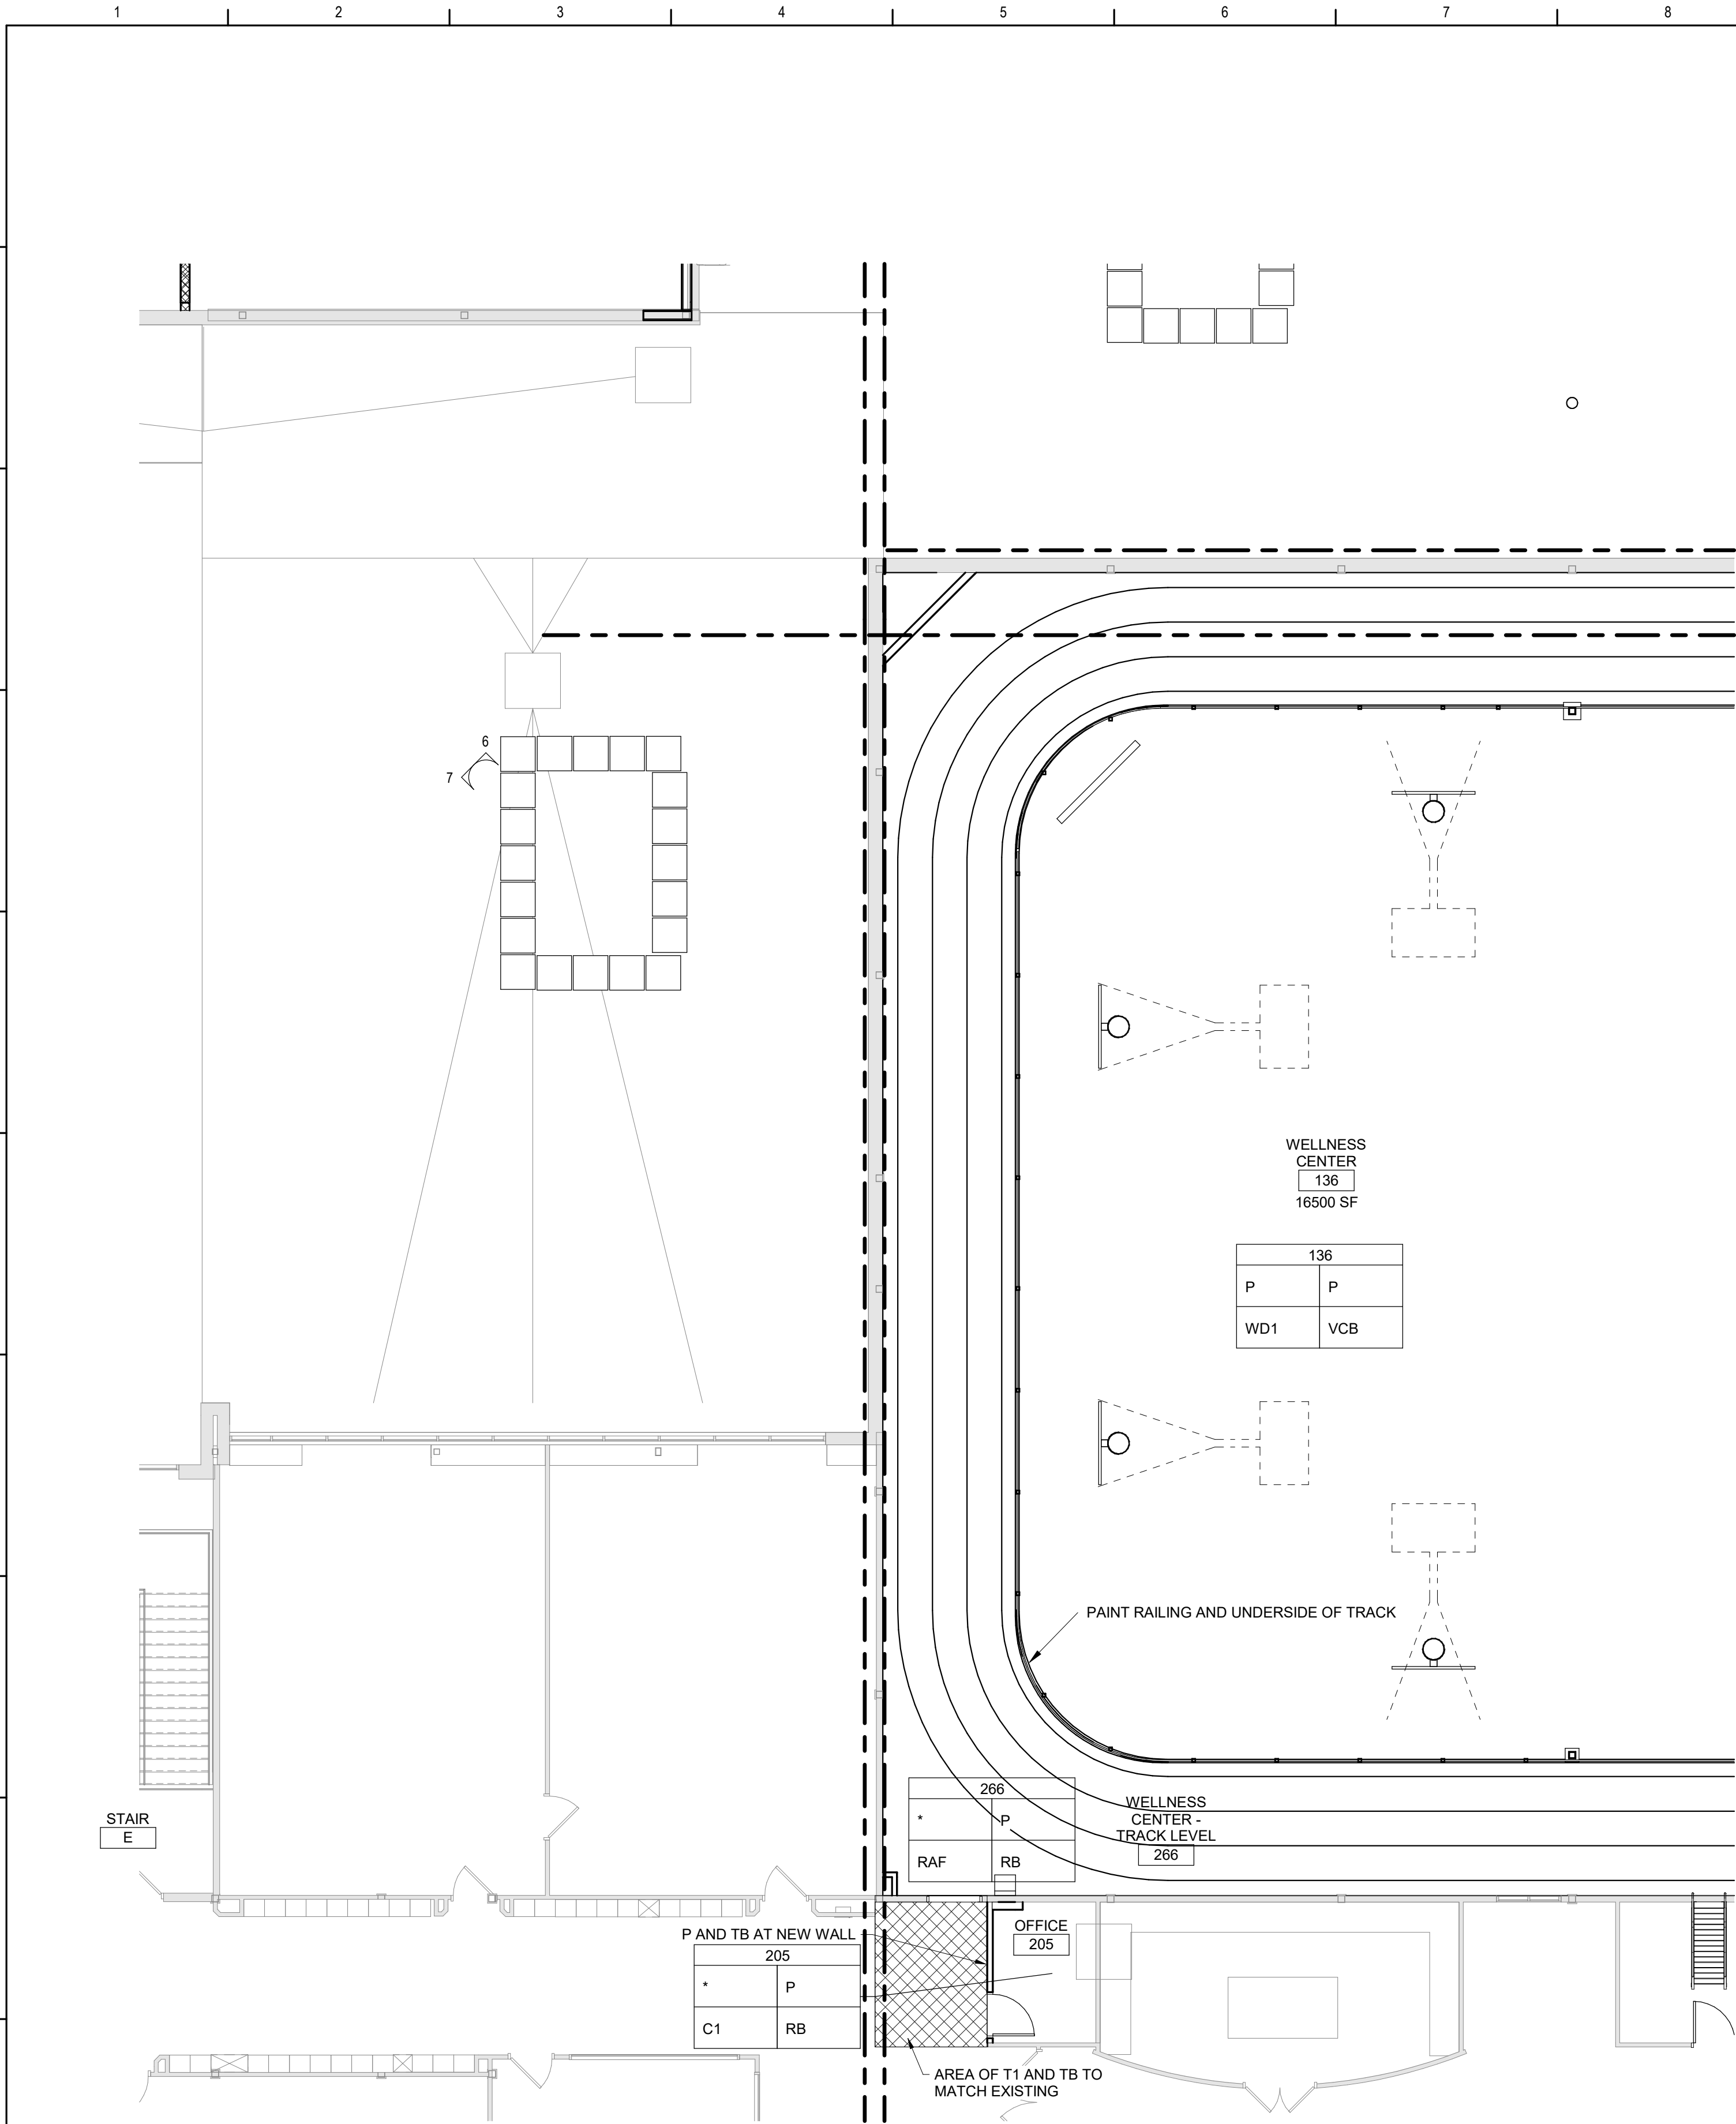 1 2 3 4 5 6 7 8
6
7
WELLNESS
CENTER
136
16500 SF
136
P P
WD1 VCB
PAINT RAILING AND UNDERSIDE OF TRACK
266
* P
RAF RB
WELLNESS
CENTER -
TRACK LEVEL
266
STAIR
E
P AND TB AT NEW WALL
205
* P
C1 RB
OFFICE
205
AREA OF T1 AND TB TO
MATCH EXISTING